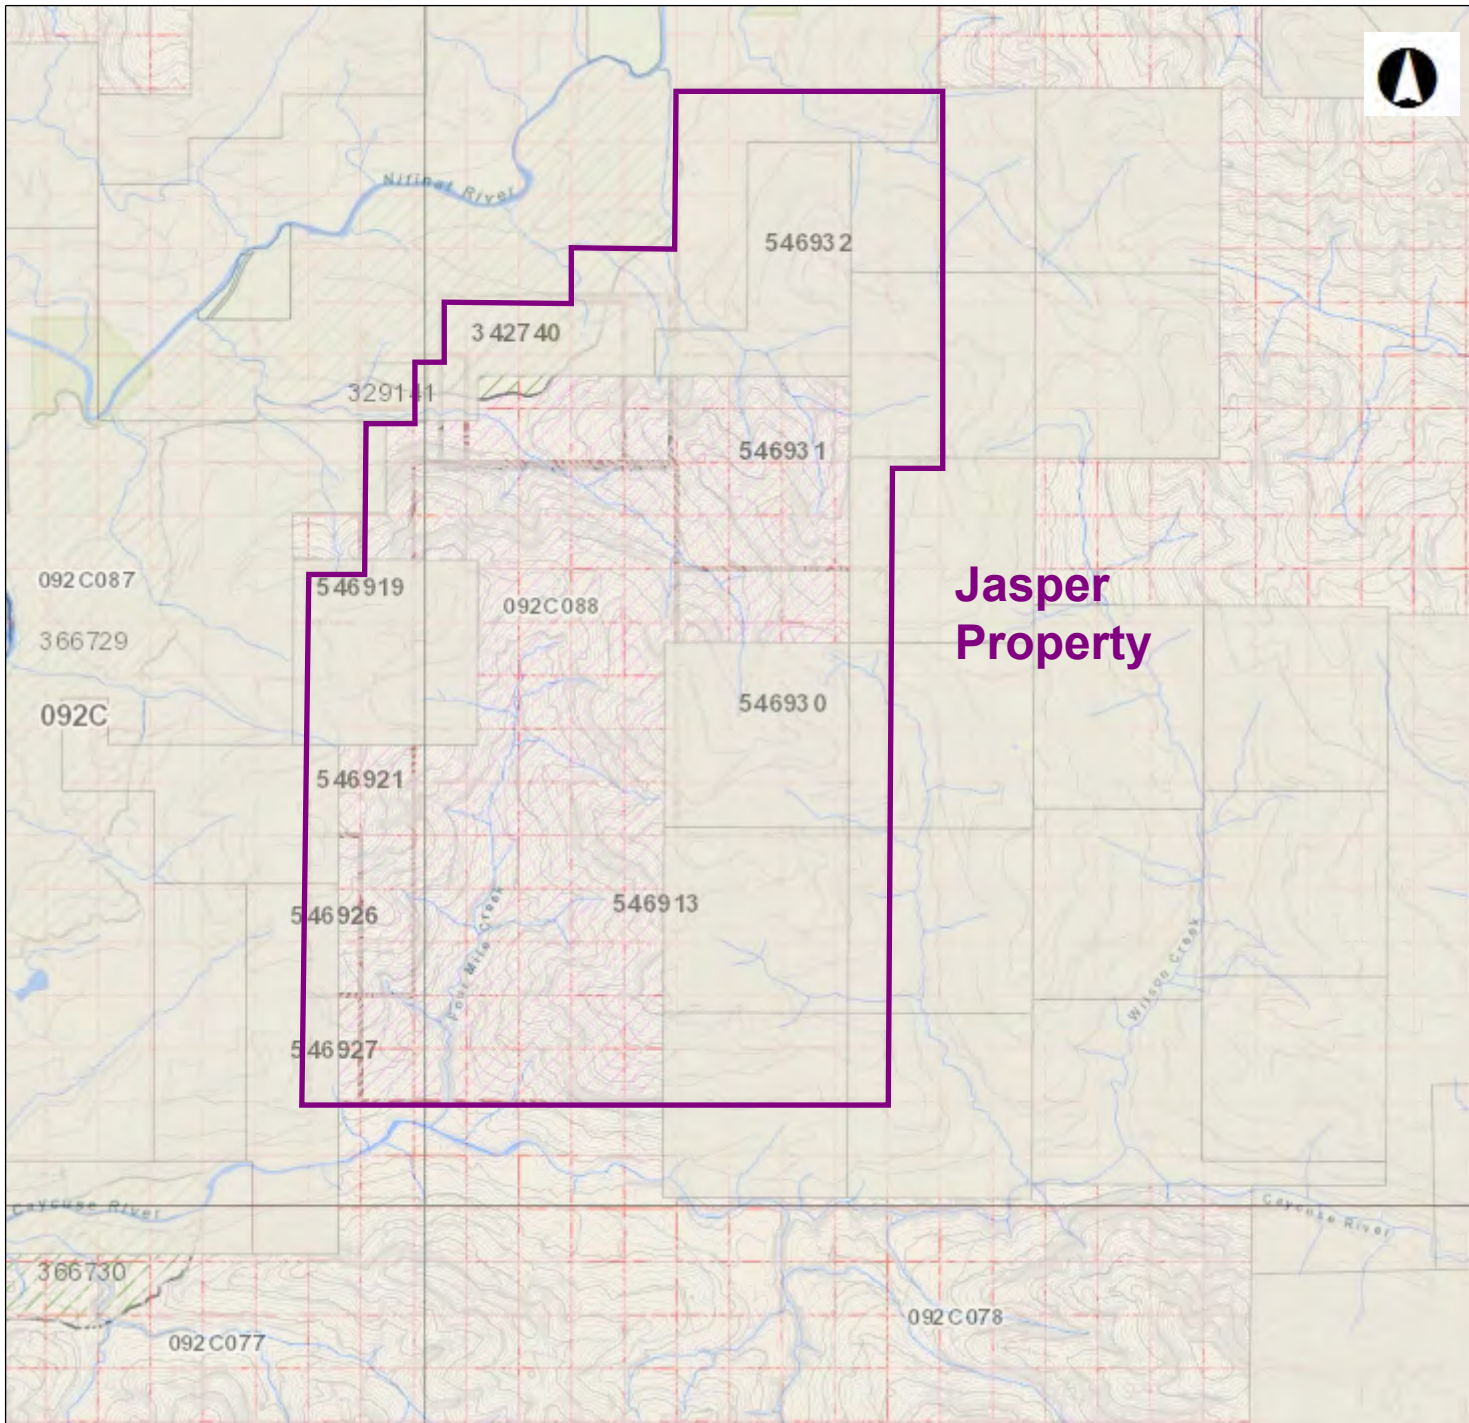 Nitinat River
546932
342740
329141
546931
Jasper
Property
092C087
546919
092C088
366729
546930
092C
546921
546913
546926
Four Mile Creek
Wilson Creek
546927
Caycuse River
Caycuse River
366730
092C078
092C077